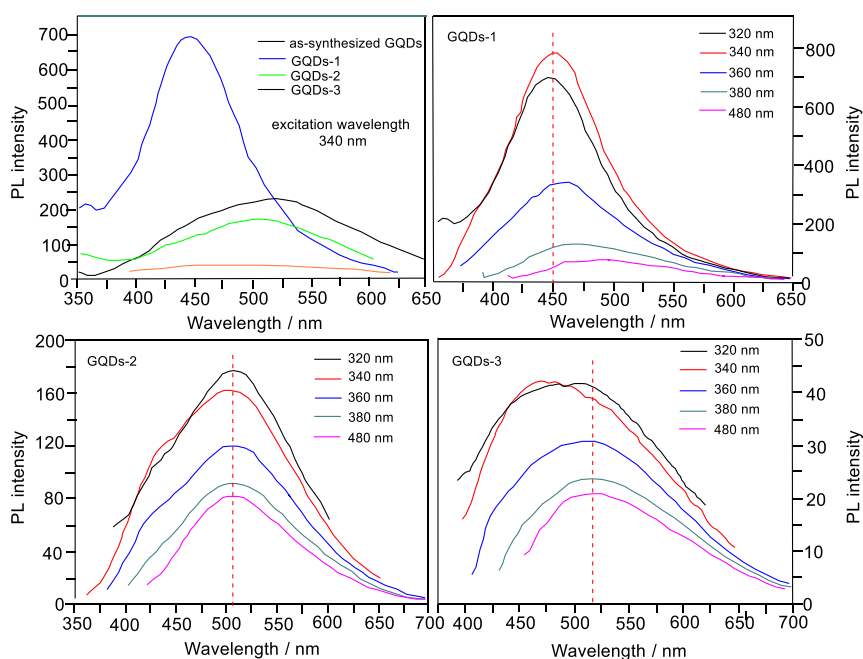 700
600
500
400
300
200
100
0
PL intensity
as-synthesized GQDs
GQDs-1
GQDs-2
GQDs-3
excitation wavelength
340 nm
350 400 450 500 550 600 650
Wavelength / nm
GQDs-1
320 nm
340 nm
360 nm
380 nm
480 nm
800
600
400
200
0
PL intensity
400 450 500 550 600 650
Wavelength / nm
200
160
120
80
40
0
PL intensity
GQDs-2
320 nm
340 nm
360 nm
380 nm
480 nm
350 400 450 500 550 600 650 700
Wavelength / nm
GQDs-3
320 nm
340 nm
360 nm
380 nm
480 nm
50
40
30
20
10
0
PL intensity
400 450 500 550 600 650 700
Wavelength / nm